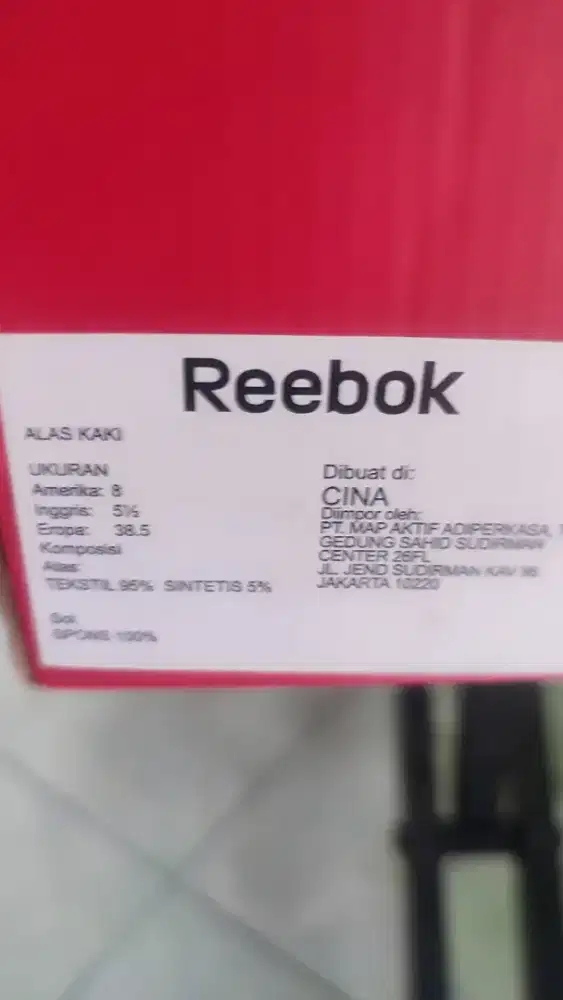 Reebok
ALAS KAKI
UKURAN
Amerika: 8
Inggris: 5½
Eropa: 38.5
Komposisi
Atas:
TEKSTIL 95% SINTETIS 5%
Sol:
SPONS 100%
Dibuat di:
CINA
Diimpor oleh:
PT. MAP AKTIF ADIPERKASA,
GEDUNG SAHID SUDIRMAN
CENTER 26FL
JL. JEND SUDIRMAN KAV
JAKARTA 10220